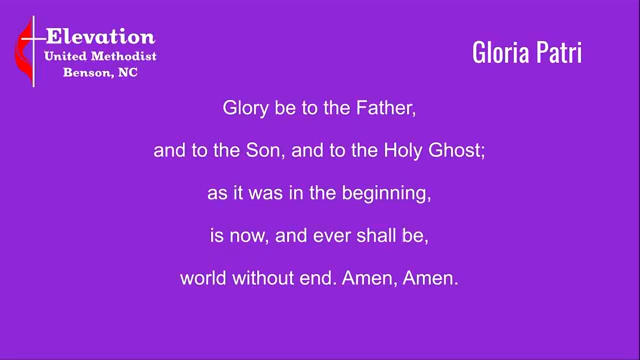 Elevation
United Methodist
Benson, NC
Gloria Patri
Glory be to the Father,
and to the Son, and to the Holy Ghost;
as it was in the beginning,
is now, and ever shall be,
world without end. Amen, Amen.